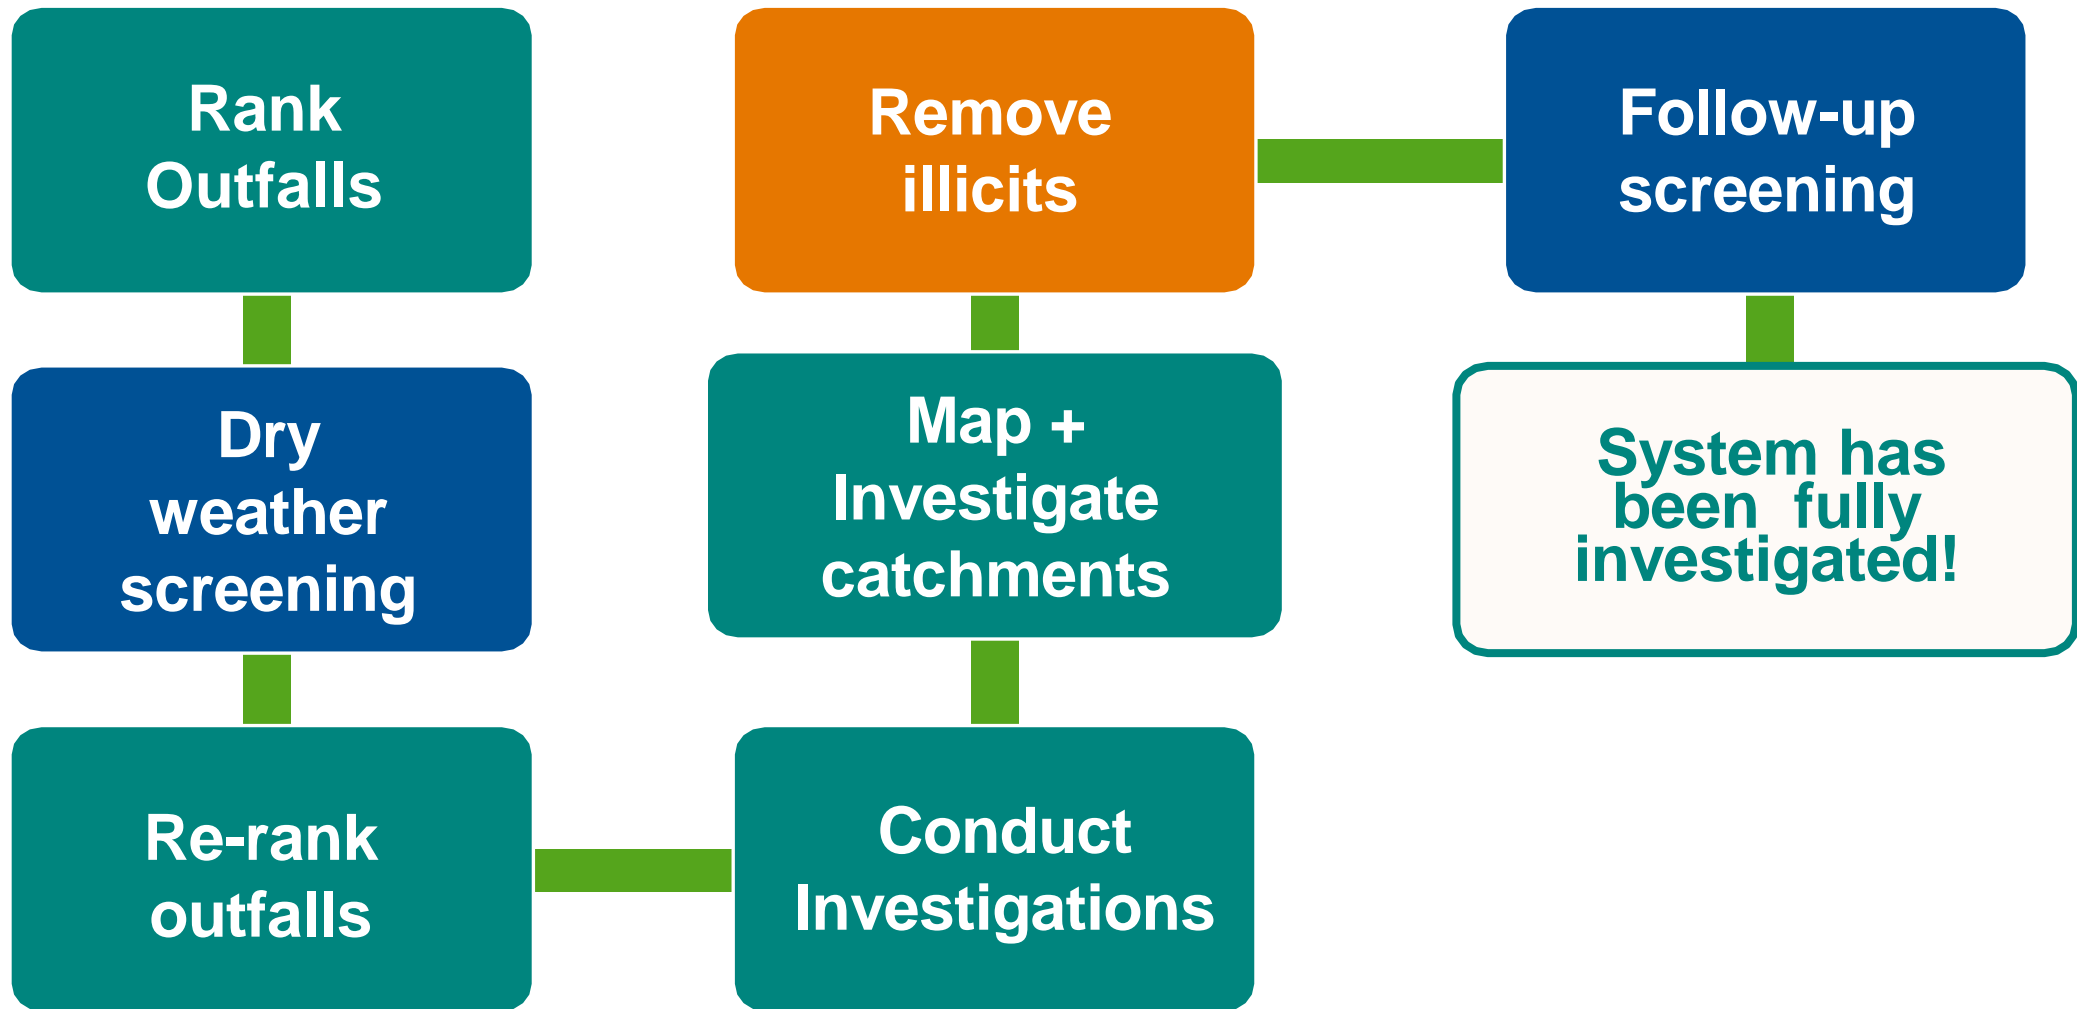 Rank
Outfalls
Dry
weather
screening
Re-rank
outfalls
Conduct
Investigations
Map +
Investigate
catchments
Remove
illicits
Follow-up
screening
System has
been  fully
investigated!